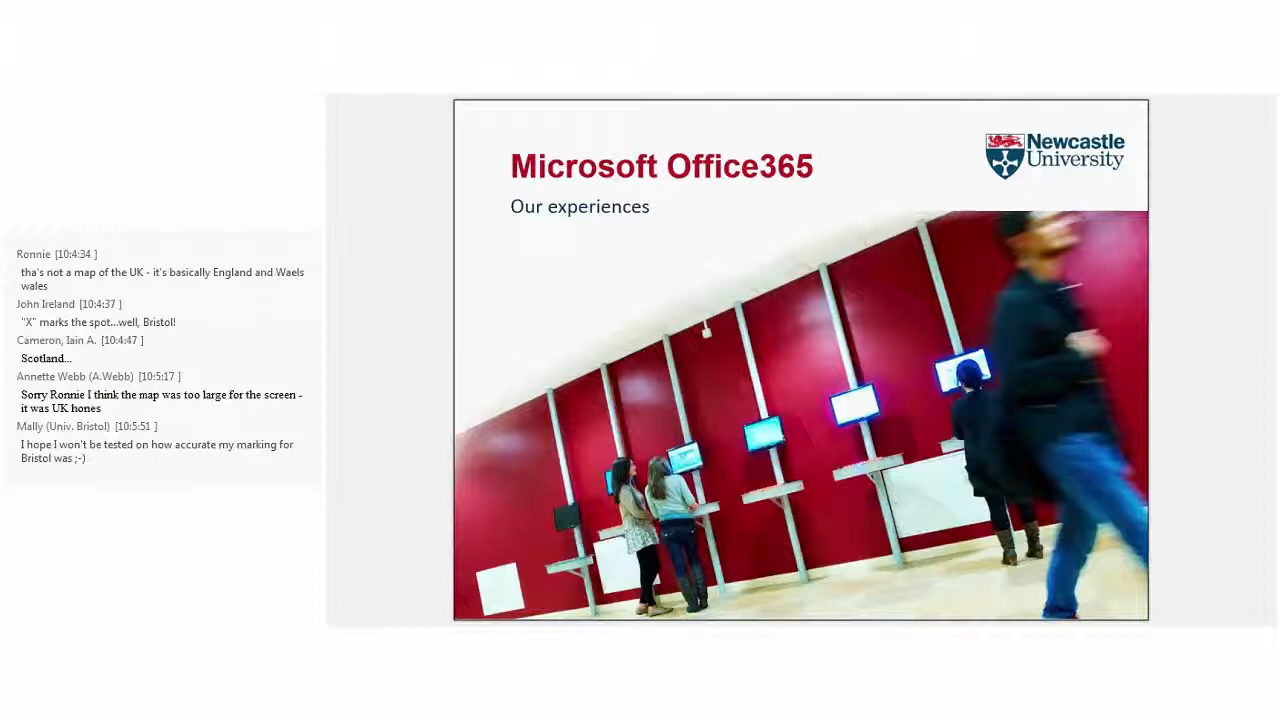 Ronnie [10:4:34 ]
tha's not a map of the UK - it's basically England and Waels
wales
John Ireland [10:4:37 ]
"X" marks the spot...well, Bristol!
Cameron, Iain A. [10:4:47 ]
Scotland...
Annette Webb (A.Webb) [10:5:17 ]
Sorry Ronnie I think the map was too large for the screen -
it was UK hones
Mally (Univ. Bristol) [10:5:51 ]
I hope I won't be tested on how accurate my marking for
Bristol was ;-)
Microsoft Office365
Our experiences
Newcastle
University